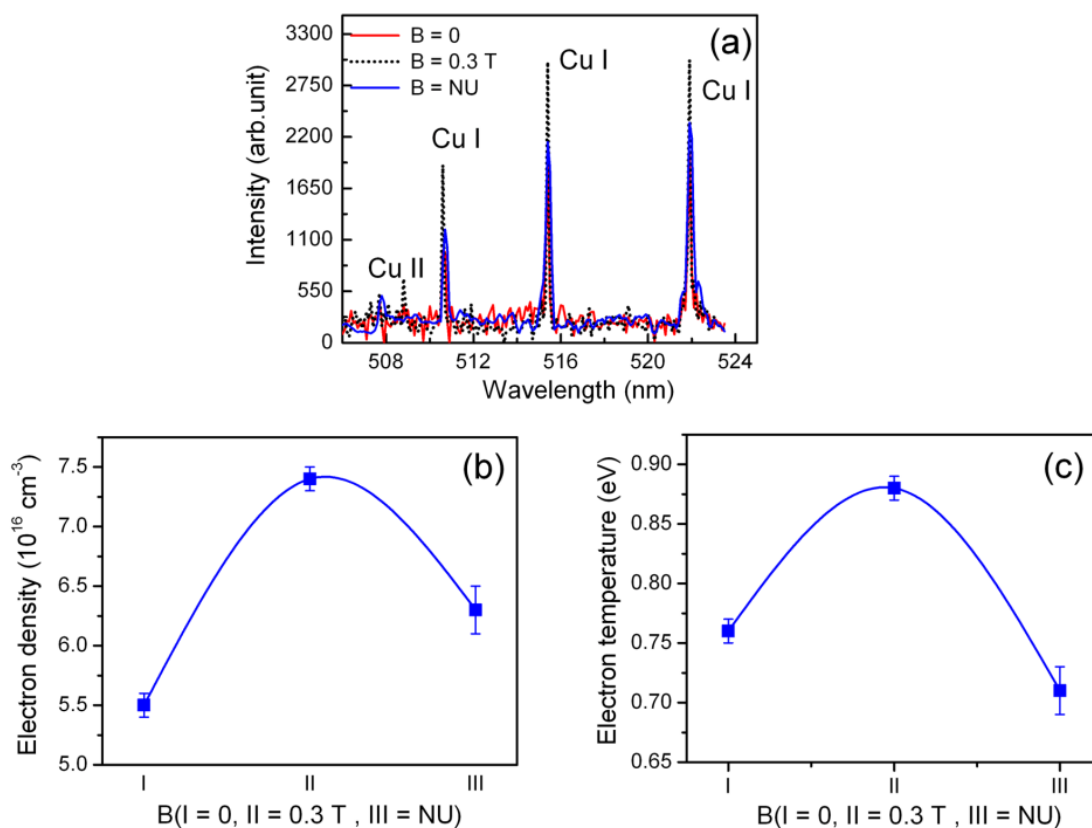 (a)
B = 0
B = 0.3 T
B = NU
3300
2750
2200
1650
1100
550
0
Intensity (arb.unit)
Cu II
Cu I
Cu I
Cu I
508 512 516 520 524
Wavelength (nm)
(b)
7.5
7.0
6.5
6.0
5.5
5.0
Electron density (10¹⁶ cm⁻³)
I II III
B(I = 0, II = 0.3 T , III = NU)
(c)
0.90
0.85
0.80
0.75
0.70
0.65
Electron temperature (eV)
I II III
B(I = 0, II = 0.3 T , III = NU)